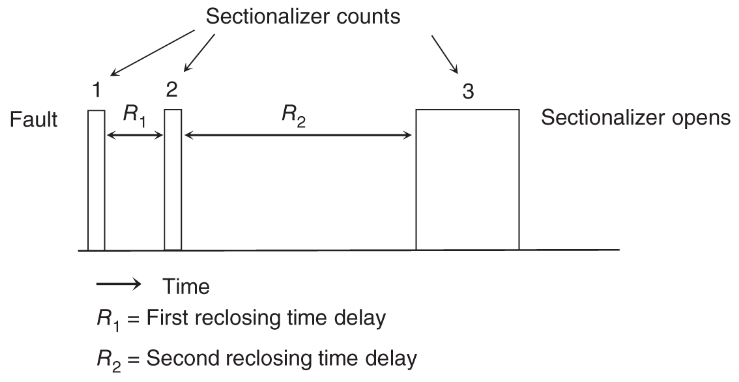 Sectionalizer counts
1 2 3
Fault R1 R2 Sectionalizer opens
Time
R1 = First reclosing time delay
R2 = Second reclosing time delay